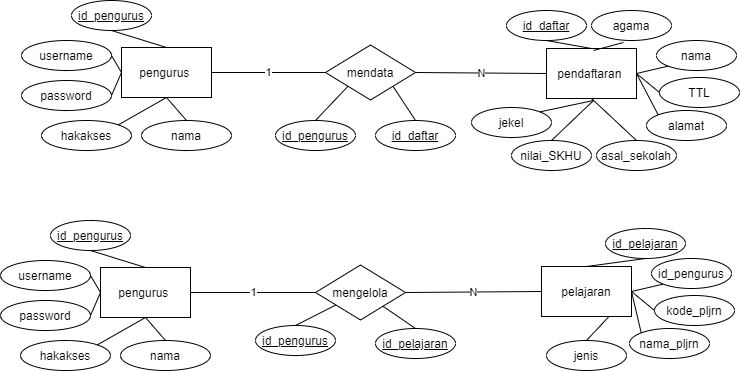 id_pengurus
id_daftar
agama
username
nama
pengurus
1
mendata
N
pendaftaran
password
TTL
jekel
alamat
hakakses
nama
id_pengurus
id_daftar
nilai_SKHU
asal_sekolah
id_pengurus
id_pelajaran
username
id_pengurus
pengurus
1
mengelola
N
pelajaran
password
kode_pljrn
id_pengurus
id_pelajaran
nama_pljrn
hakakses
nama
jenis